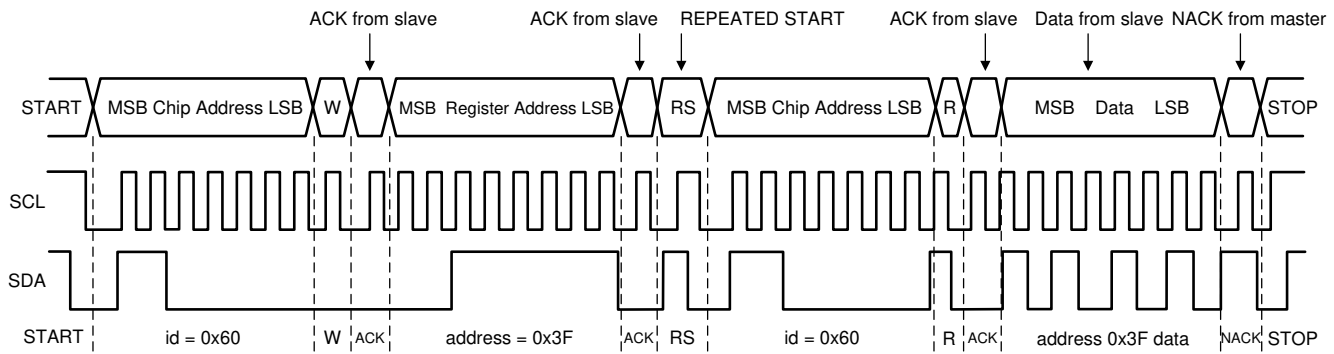 ACK from slave ACK from slave REPEATED START ACK from slave Data from slave NACK from master
START MSB Chip Address LSB W MSB Register Address LSB RS MSB Chip Address LSB R MSB Data LSB STOP
SCL
SDA
START id = 0x60 W ACK address = 0x3F ACK RS id = 0x60 R ACK address 0x3F data NACK STOP